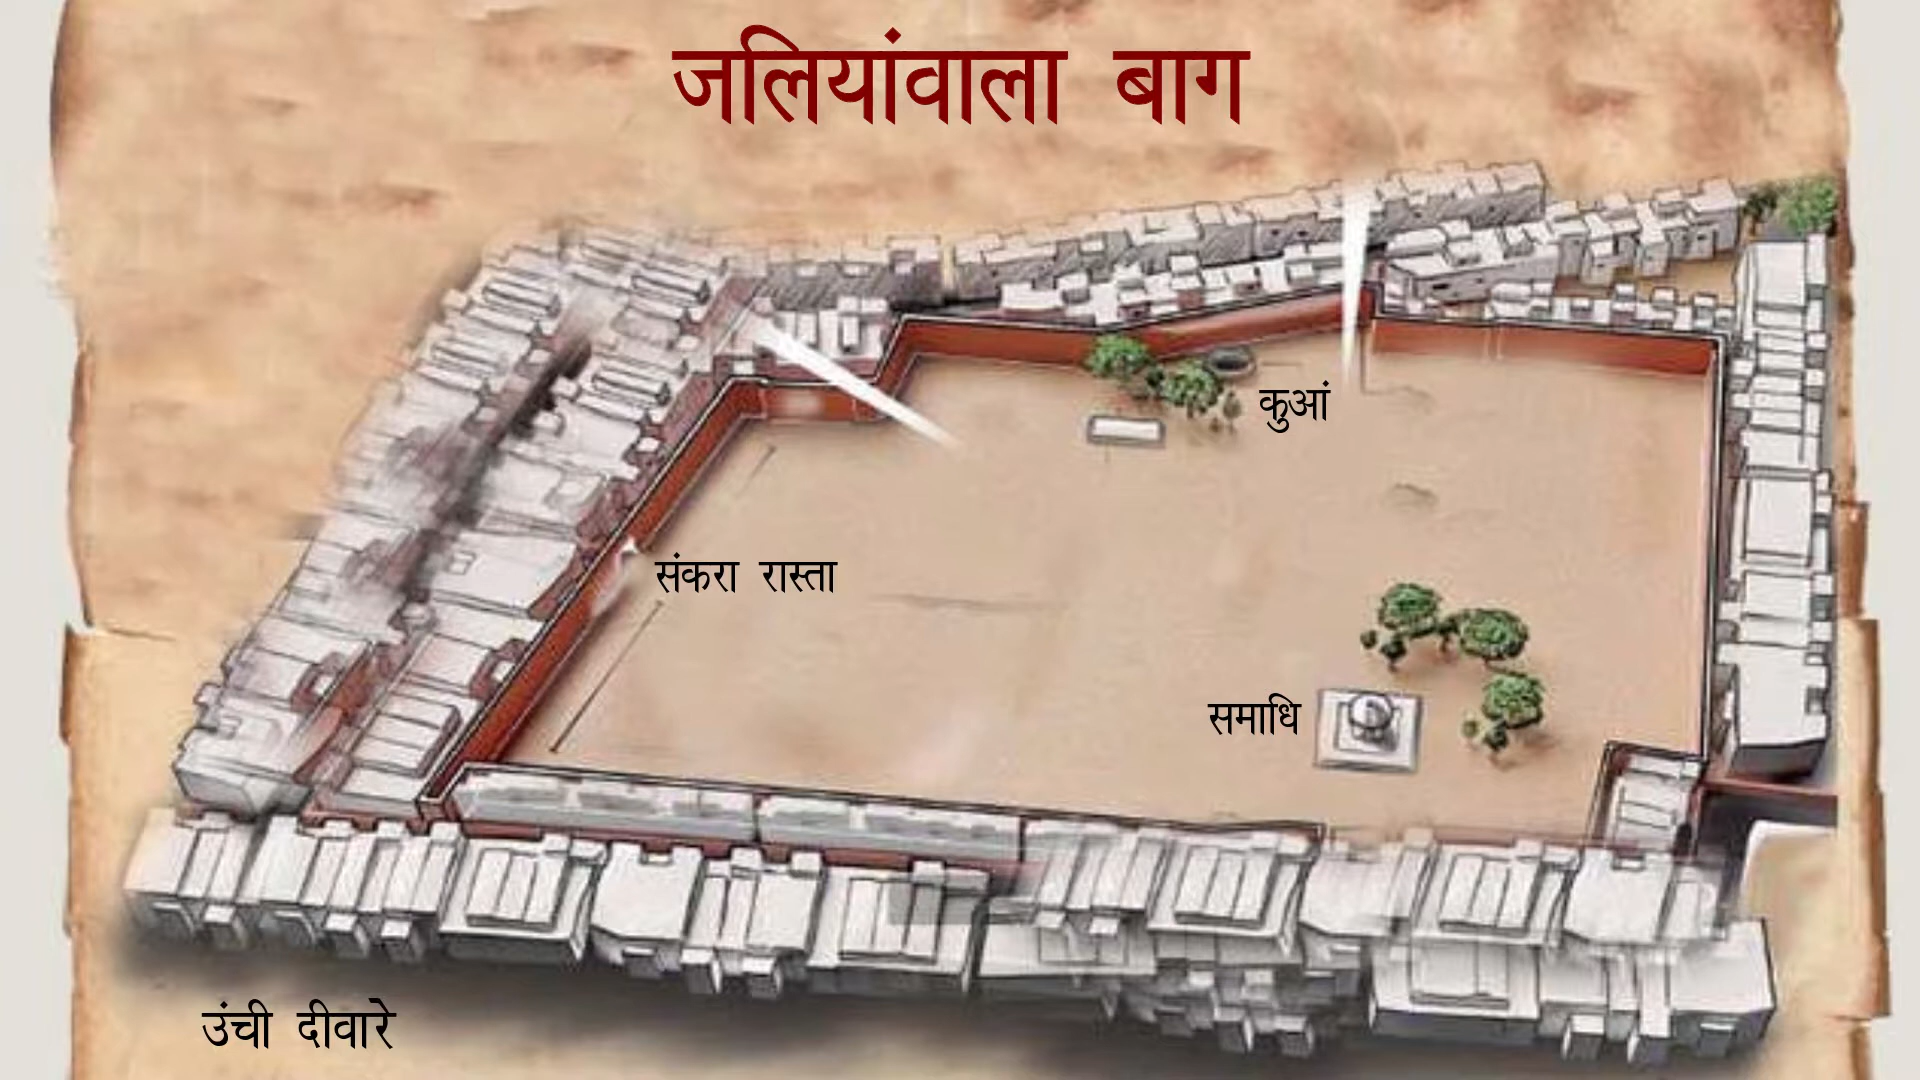 जलियांवाला बाग
कुआं
संकरा रास्ता
समाधि
उंची दीवारे